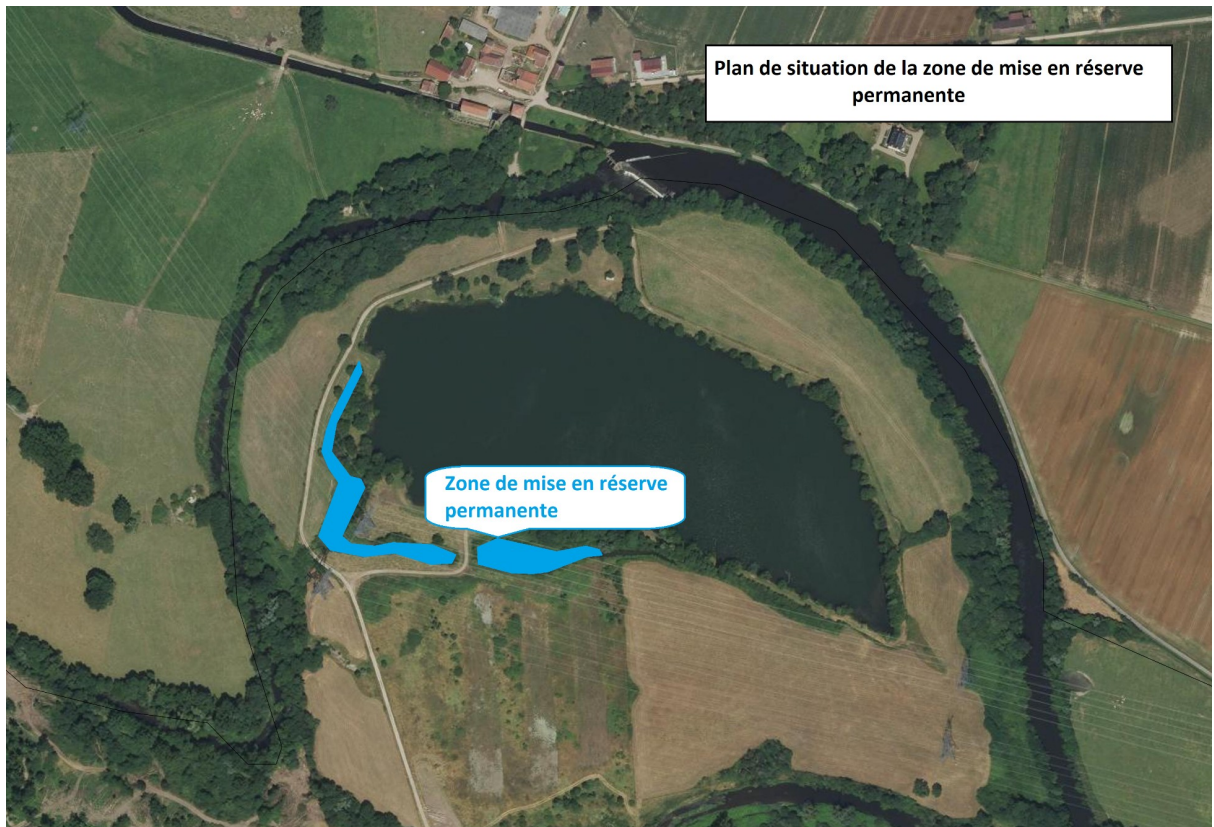 Plan de situation de la zone de mise en réserve
permanente
Zone de mise en réserve
permanente